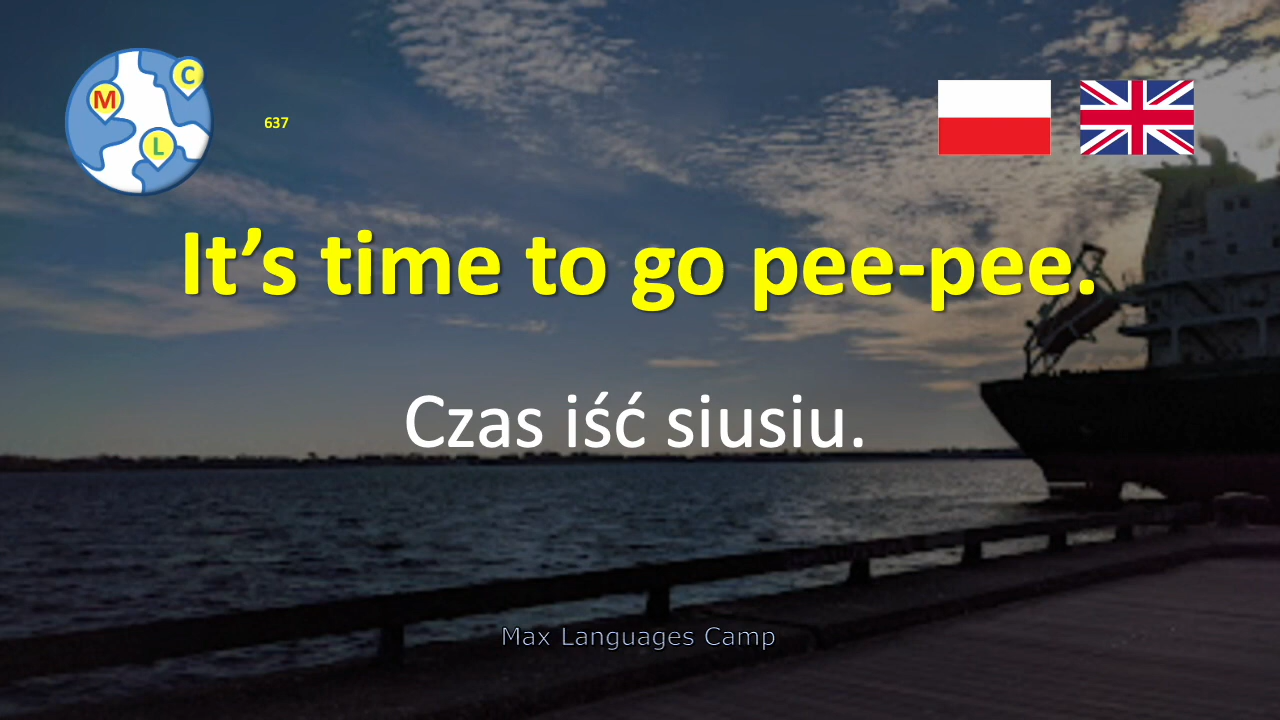 M
C
L
637
It’s time to go pee-pee.
Czas iść siusiu.
Max Languages Camp